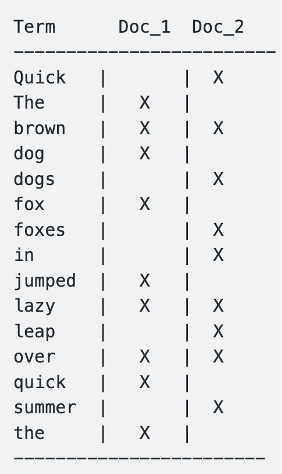 Term      Doc_1  Doc_2
-------------------------
Quick   |       |  X
The     |   X   |
brown   |   X   |  X
dog     |   X   |
dogs    |       |  X
fox     |   X   |
foxes   |       |  X
in      |       |  X
jumped  |   X   |
lazy    |   X   |  X
leap    |       |  X
over    |   X   |  X
quick   |   X   |
summer  |       |  X
the     |   X   |
------------------------